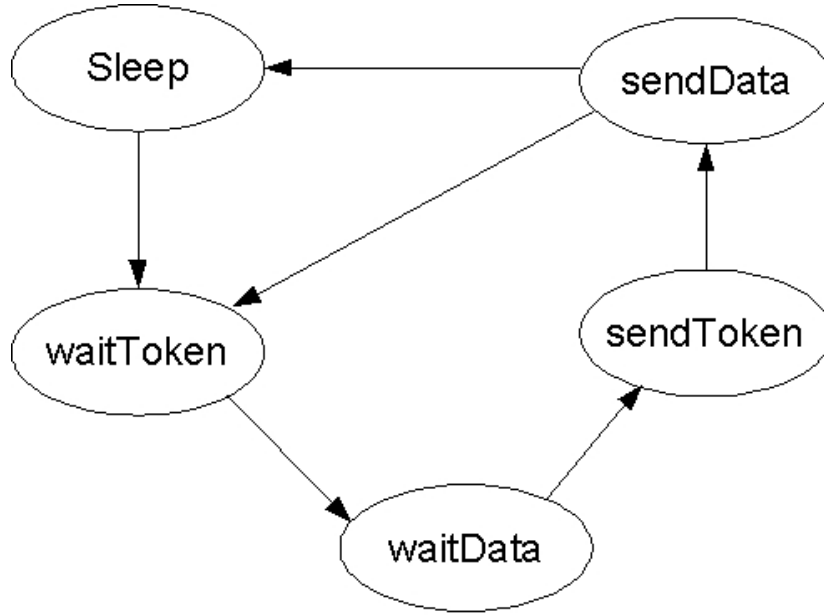 Sleep
sendData
waitToken
sendToken
waitData